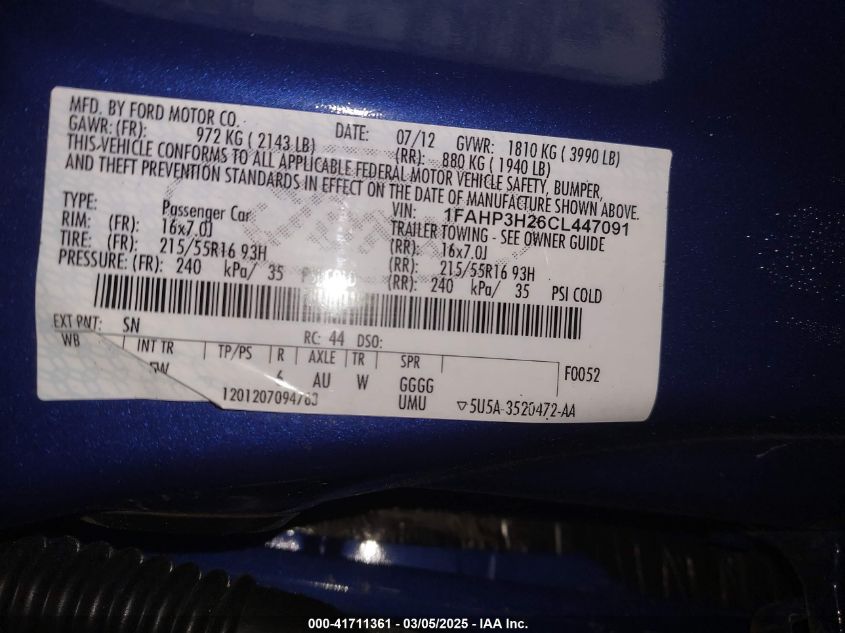 MFD. BY FORD MOTOR CO.
DATE: 07/12 GVWR: 1810 KG ( 3990 LB)
GAWR: (FR): 972 KG ( 2143 LB) (RR): 880 KG ( 1940 LB)
THIS VEHICLE CONFORMS TO ALL APPLICABLE FEDERAL MOTOR VEHICLE SAFETY, BUMPER,
AND THEFT PREVENTION STANDARDS IN EFFECT ON THE DATE OF MANUFACTURE SHOWN ABOVE.
TYPE: Passenger Car VIN: 1FAHP3H26CL447091
TRAILER TOWING - SEE OWNER GUIDE
RIM: (FR): 16x7.0J (RR): 16x7.0J
TIRE: (FR): 215/55R16 93H (RR): 215/55R16 93H
PRESSURE: (FR): 240 kPa/ 35 PSI COLD (RR): 240 kPa/ 35 PSI COLD
EXT PNT: SN RC: 44 DSO:
WB INT TR TP/PS R AXLE TR SPR F0052
6 AU W GGGG
UMU
▽5U5A-3520472-AA
000-41711361 - 03/05/2025 - IAA Inc.